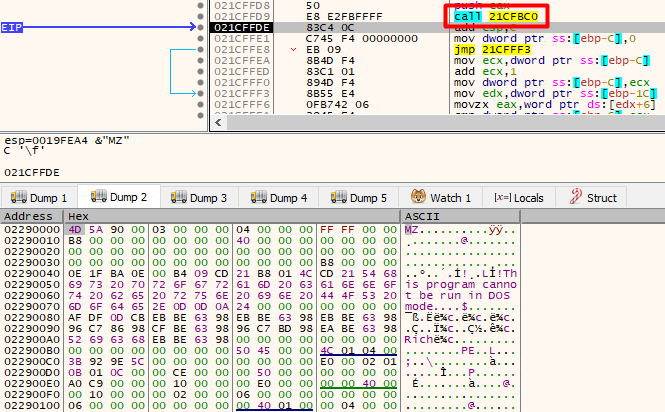 021CFFD8 50 push eax
021CFFD9 E8 E2FBFFFF call 21CFBC0
EIP 021CFFDE 83C4 0C
021CFFE1 C745 F4 00000000 mov dword ptr ss:[ebp-C],0
021CFFE8 EB 09 jmp 21CFFF3
021CFFEA 8B4D F4 mov ecx,dword ptr ss:[ebp-C]
021CFFED 83C1 01 add ecx,1
021CFFF0 894D F4 mov dword ptr ss:[ebp-C],ecx
021CFFF3 8B55 E4 mov edx,dword ptr ss:[ebp-1C]
021CFFF6 0FB742 06 movzx eax,word ptr ds:[edx+6]
esp=0019FEA4 &"MZ"
C '\f'
021CFFDE
Dump 1 Dump 2 Dump 3 Dump 4 Dump 5 Watch 1 [x]= Locals Struct
Address Hex ASCII
02290000 4D 5A 90 00 03 00 00 00 04 00 00 00 FF FF 00 00 MZ..........ÿÿ..
02290010 B8 00 00 00 00 00 00 00 40 00 00 00 00 00 00 00
02290020 00 00 00 00 00 00 00 00 00 00 00 00 00 00 00 00 ................
02290030 00 00 00 00 00 00 00 00 00 00 00 00 B8 00 00 00
02290040 0E 1F BA 0E 00 B4 09 CD 21 B8 01 4C CD 21 54 68 ..º..´.Í!¸.LÍ!Th
02290050 69 73 20 70 72 6F 67 72 61 6D 20 63 61 6E 6E 6F is program canno
02290060 74 20 62 65 20 72 75 6E 20 69 6E 20 44 4F 53 20 t be run in DOS
02290070 6D 6F 64 65 2E 0D 0D 0A 24 00 00 00 00 00 00 00 mode....$.......
02290080 AF DF 0D CB EB BE 63 98 EB BE 63 98 EB BE 63 98
02290090 96 C7 86 98 CF BE 63 98 96 C7 BD 98 EA BE 63 98
022900A0 52 69 63 68 EB BE 63 98 00 00 00 00 00 00 00 00 Richë¾c.........
022900B0 00 00 00 00 00 00 00 00 50 45 00 00 4C 01 04 00 ........PE..L...
022900C0 3B 92 9E 5C 00 00 00 00 00 00 00 00 E0 00 02 01 ;..\........à...
022900D0 0B 01 0C 00 00 CE 00 00 00 50 00 00 00 00 00 00 .....Î...P......
022900E0 A0 C9 00 00 00 10 00 00 00 E0 00 00 00 00 40 00
022900F0 00 10 00 00 00 02 00 00 06 00 00 00 00 00 00 00 ................
02290100 06 00 00 00 00 00 00 00 00 40 01 00 00 04 00 00 .........@......